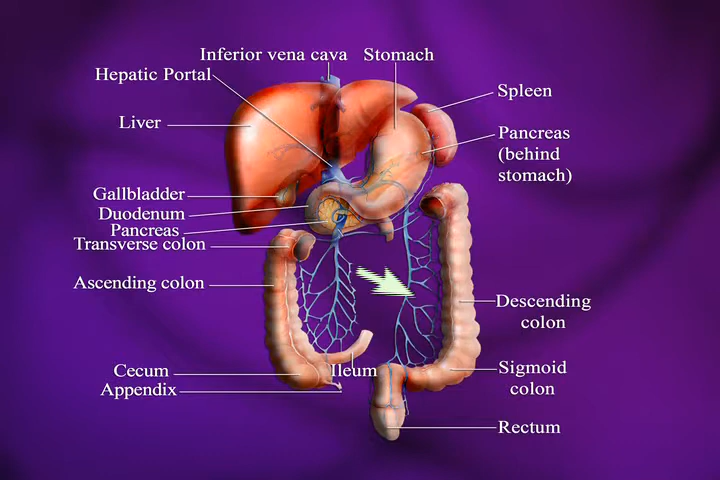 Inferior vena cava
Stomach
Hepatic Portal
Spleen
Liver
Pancreas
(behind
stomach)
Gallbladder
Duodenum
Pancreas
Transverse colon
Ascending colon
Descending
colon
Cecum
Ileum
Sigmoid
colon
Appendix
Rectum